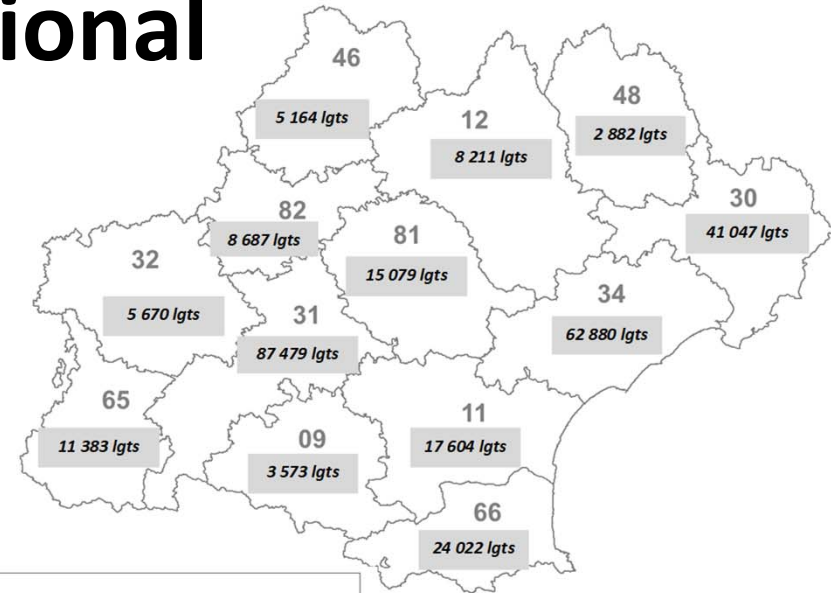 ional
46
5 164 lgts
48
2 882 lgts
12
8 211 lgts
30
41 047 lgts
82
8 687 lgts
81
15 079 lgts
32
5 670 lgts
34
62 880 lgts
31
87 479 lgts
65
11 383 lgts
09
3 573 lgts
11
17 604 lgts
66
24 022 lgts